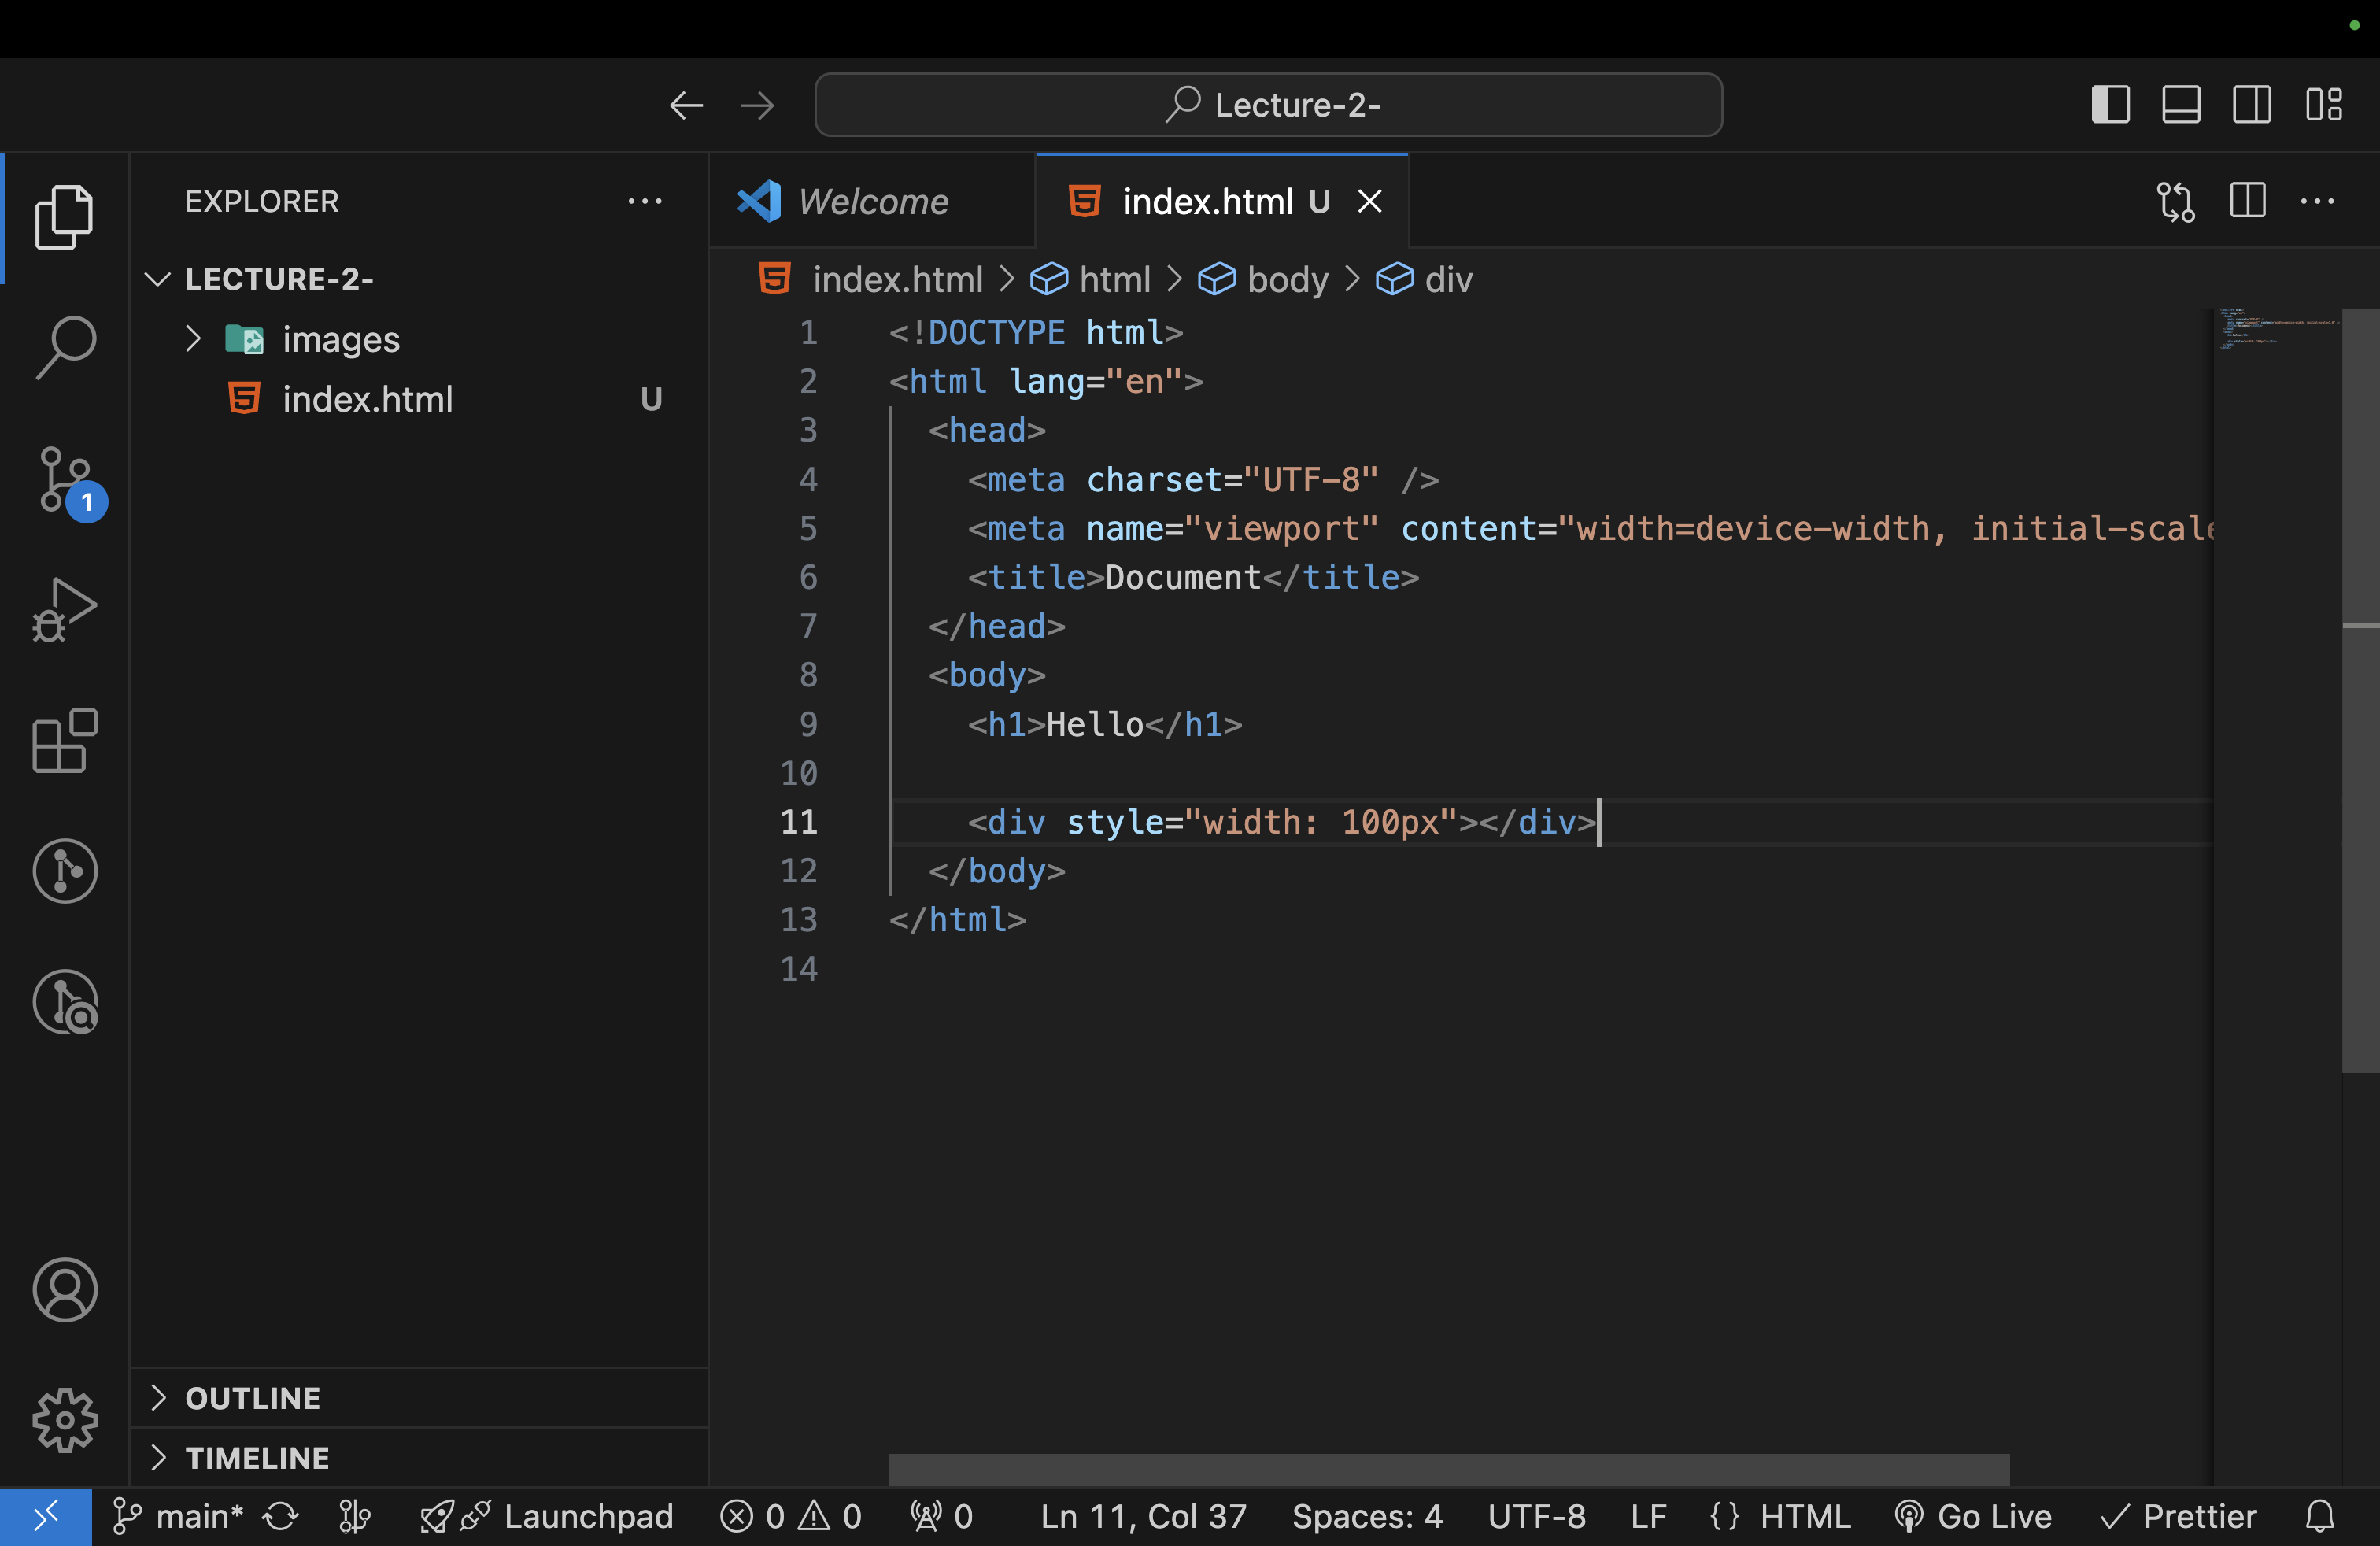 Lecture-2-
EXPLORER
Welcome
index.html U
LECTURE-2-
images
index.html U
index.html html body div
1 <!DOCTYPE html>
2 <html lang="en">
3 <head>
4 <meta charset="UTF-8" />
5 <meta name="viewport" content="width=device-width, initial-scale
6 <title>Document</title>
7 </head>
8 <body>
9 <h1>Hello</h1>
10
11 <div style="width: 100px"></div>
12 </body>
13 </html>
14
1
OUTLINE
TIMELINE
main* Launchpad 0 0 0 Ln 11, Col 37 Spaces: 4 UTF-8 LF {} HTML Go Live Prettier